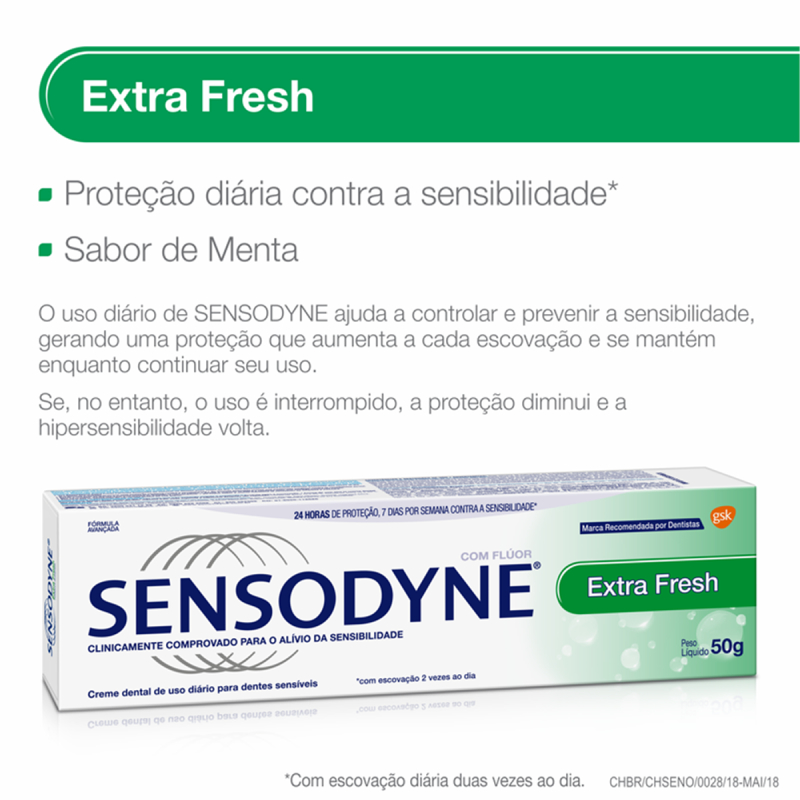 Extra Fresh
Proteção diária contra a sensibilidade*
Sabor de Menta
O uso diário de SENSODYNE ajuda a controlar e prevenir a sensibilidade,
gerando uma proteção que aumenta a cada escovação e se mantém
enquanto continuar seu uso.
Se, no entanto, o uso é interrompido, a proteção diminui e a
hipersensibilidade volta.
FÓRMULA
AVANÇADA
24 HORAS DE PROTEÇÃO, 7 DIAS POR SEMANA CONTRA A SENSIBILIDADE*
Marca Recomendada por Dentistas
gsk
COM FLÚOR
SENSODYNE®
SENSODYNE
Extra Fresh
CLINICAMENTE COMPROVADO PARA O ALÍVIO DA SENSIBILIDADE
Peso
Líquido 50g
Creme dental de uso diário para dentes sensíveis
*com escovação 2 vezes ao dia
*Com escovação diária duas vezes ao dia.
CHBR/CHSENO/0028/18-MAI/18